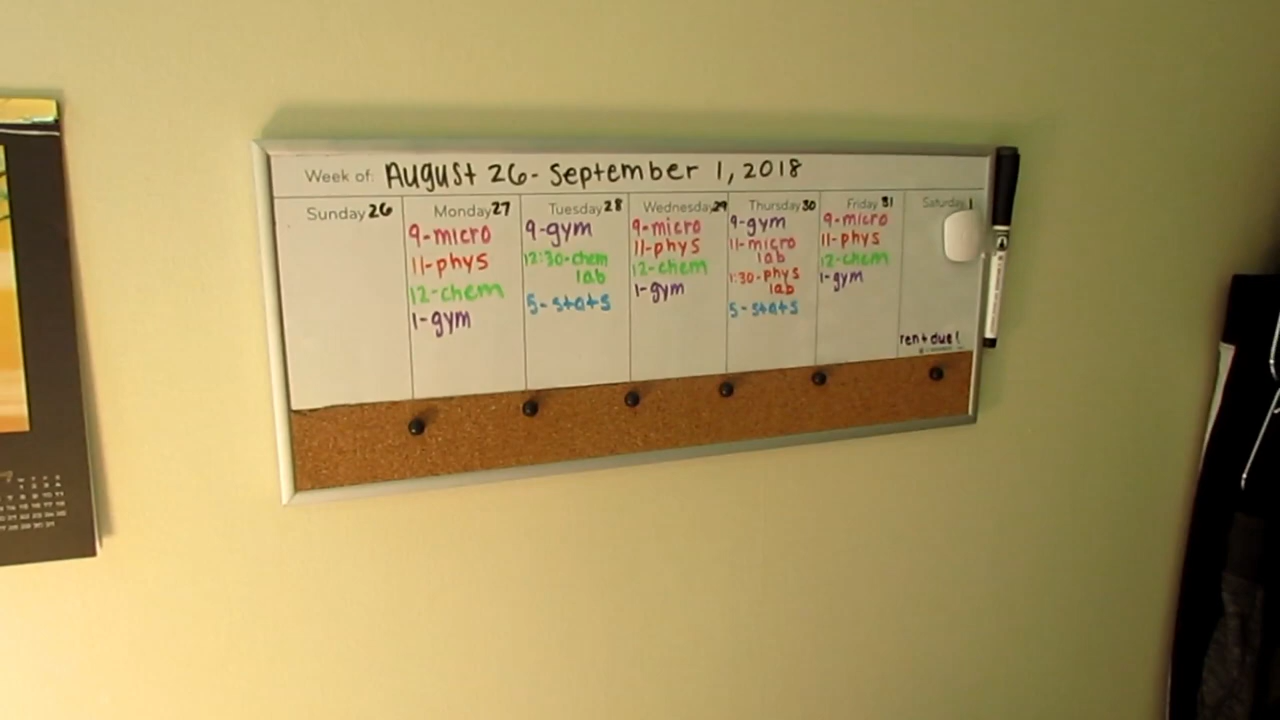 Week of: August 26- September 1, 2018
Sunday 26
Monday 27
9-micro
11-phys
12-chem
1-gym
Tuesday 28
9-gym
12:30-chem
lab
5-stats
Wednesday 29
9-micro
11-phys
12-chem
1-gym
Thursday 30
9-gym
11-micro
lab
1:30-phys
lab
5-stats
Friday 31
9-micro
11-phys
12-chem
1-gym
Saturday 1
rent due!